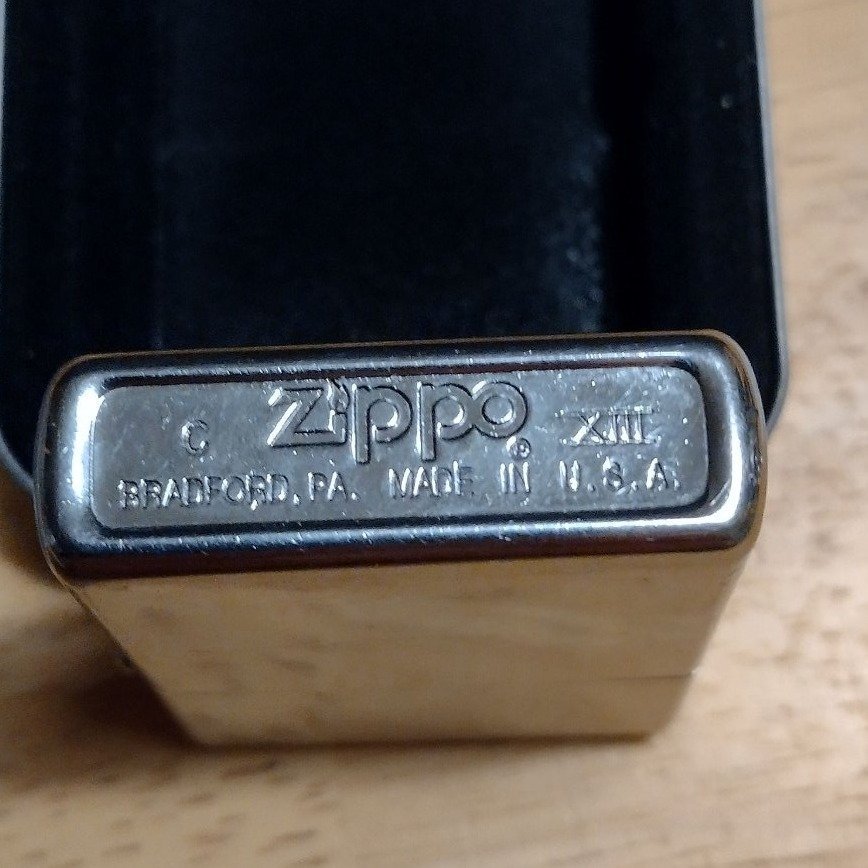 C Zippo® XIII
BRADFORD, PA. MADE IN U.S.A.